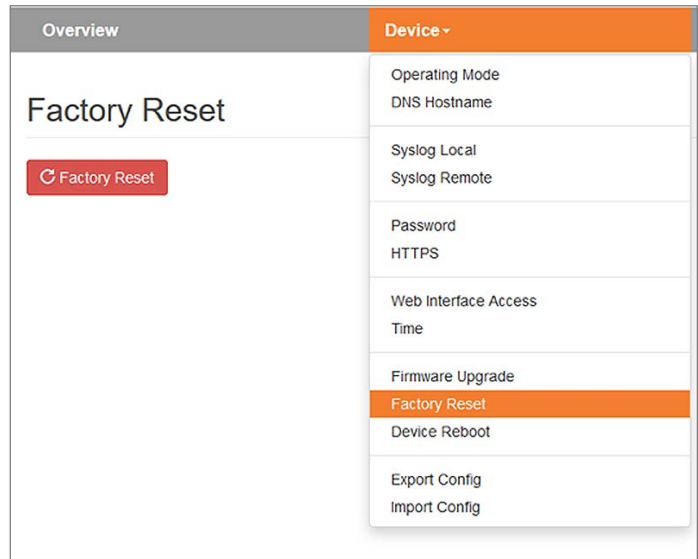 Overview
Device
Factory Reset
Factory Reset
Operating Mode
DNS Hostname
Syslog Local
Syslog Remote
Password
HTTPS
Web Interface Access
Time
Firmware Upgrade
Factory Reset
Device Reboot
Export Config
Import Config